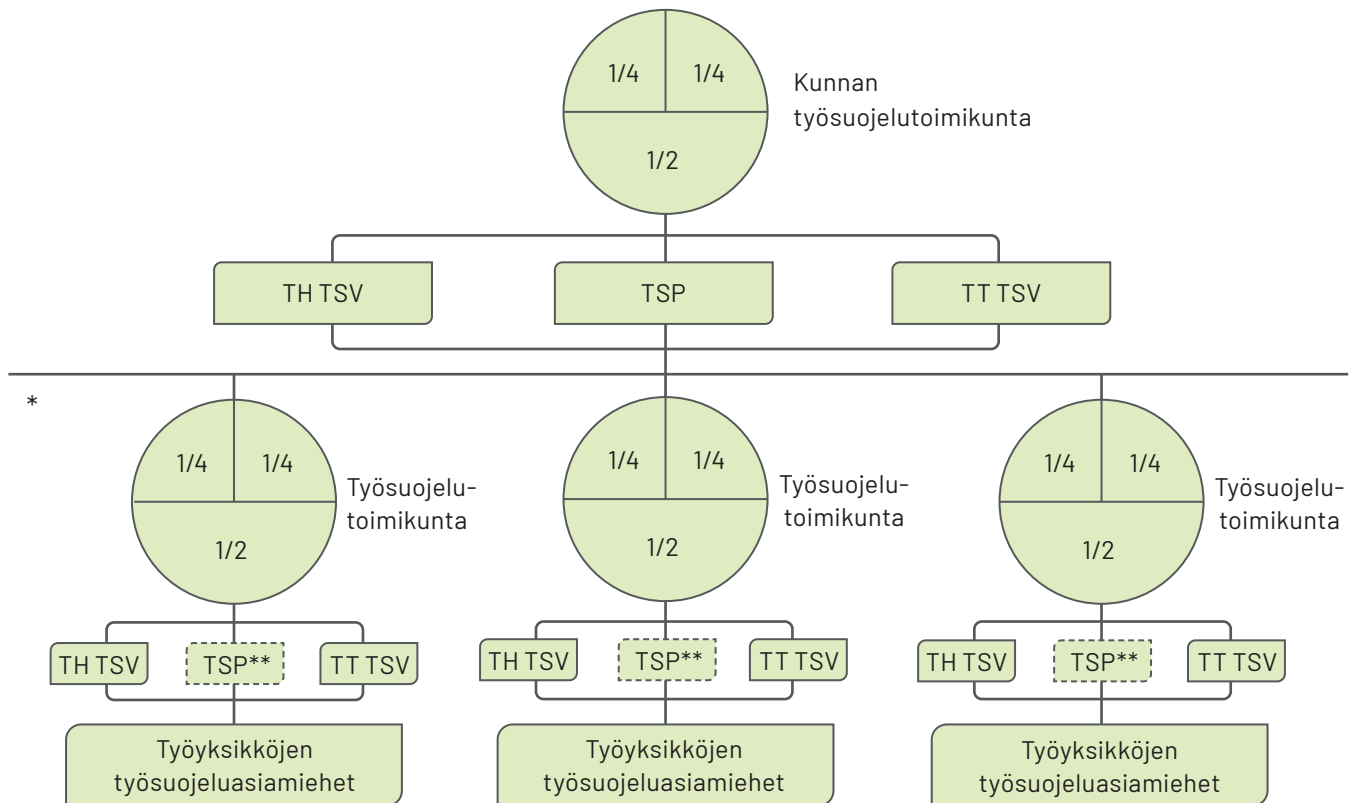 1/4 1/4
1/2
Kunnan
työsuojelutoimikunta
TH TSV TSP TT TSV
*
1/4 1/4
1/2
Työsuojelu-
toimikunta
1/4 1/4
1/2
Työsuojelu-
toimikunta
1/4 1/4
1/2
Työsuojelu-
toimikunta
TH TSV TSP** TT TSV
TH TSV TSP** TT TSV
TH TSV TSP** TT TSV
Työyksikköjen
työsuojeluasiamiehet
Työyksikköjen
työsuojeluasiamiehet
Työyksikköjen
työsuojeluasiamiehet